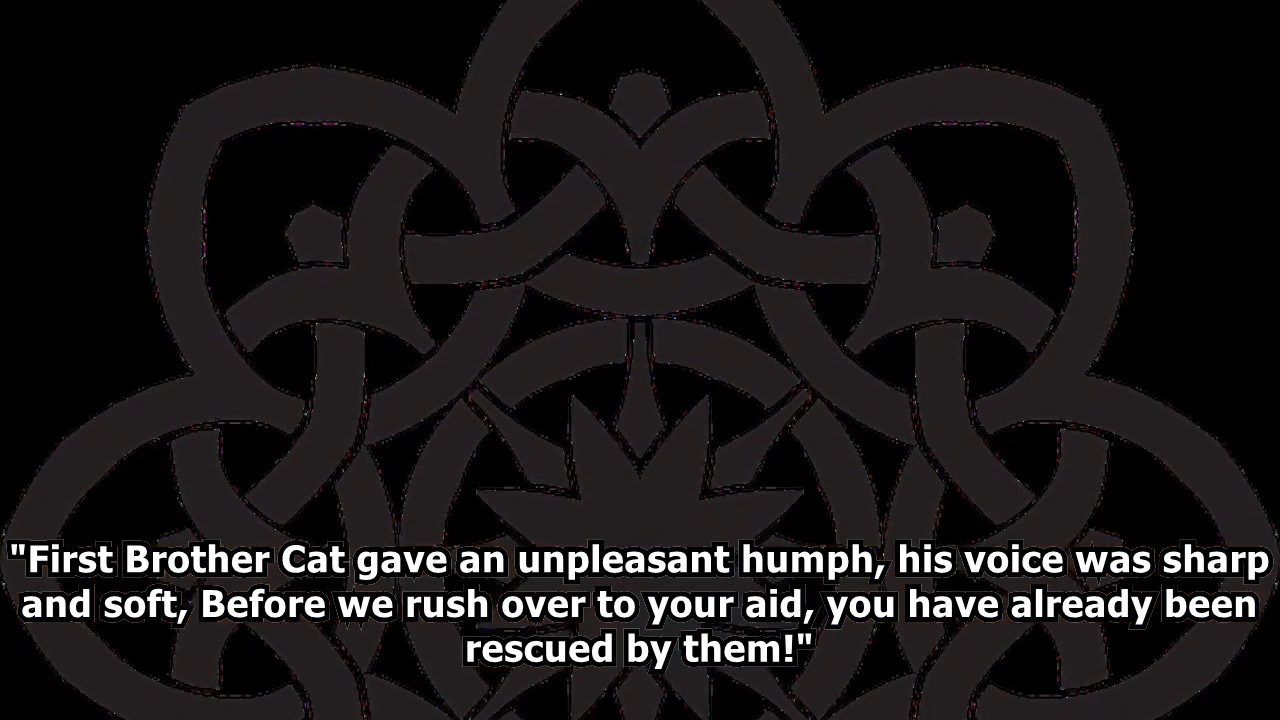 "First Brother Cat gave an unpleasant humph, his voice was sharp
and soft, Before we rush over to your aid, you have already been
rescued by them!"